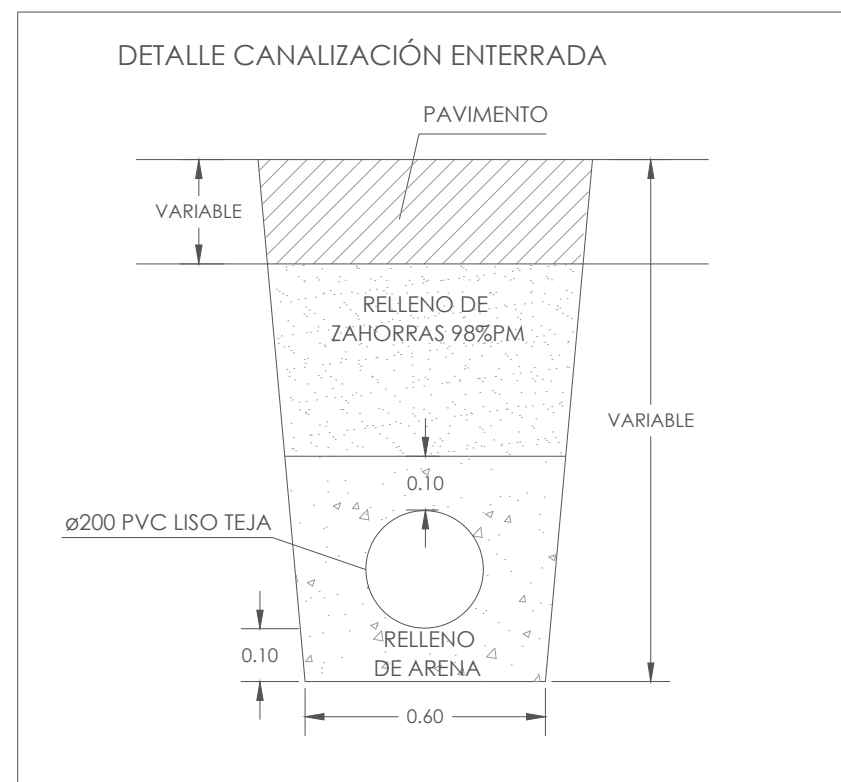 DETALLE CANALIZACIÓN ENTERRADA
PAVIMENTO
VARIABLE
RELLENO DE
ZAHORRAS 98%PM
VARIABLE
0.10
ø200 PVC LISO TEJA
0.10
RELLENO
DE ARENA
0.60